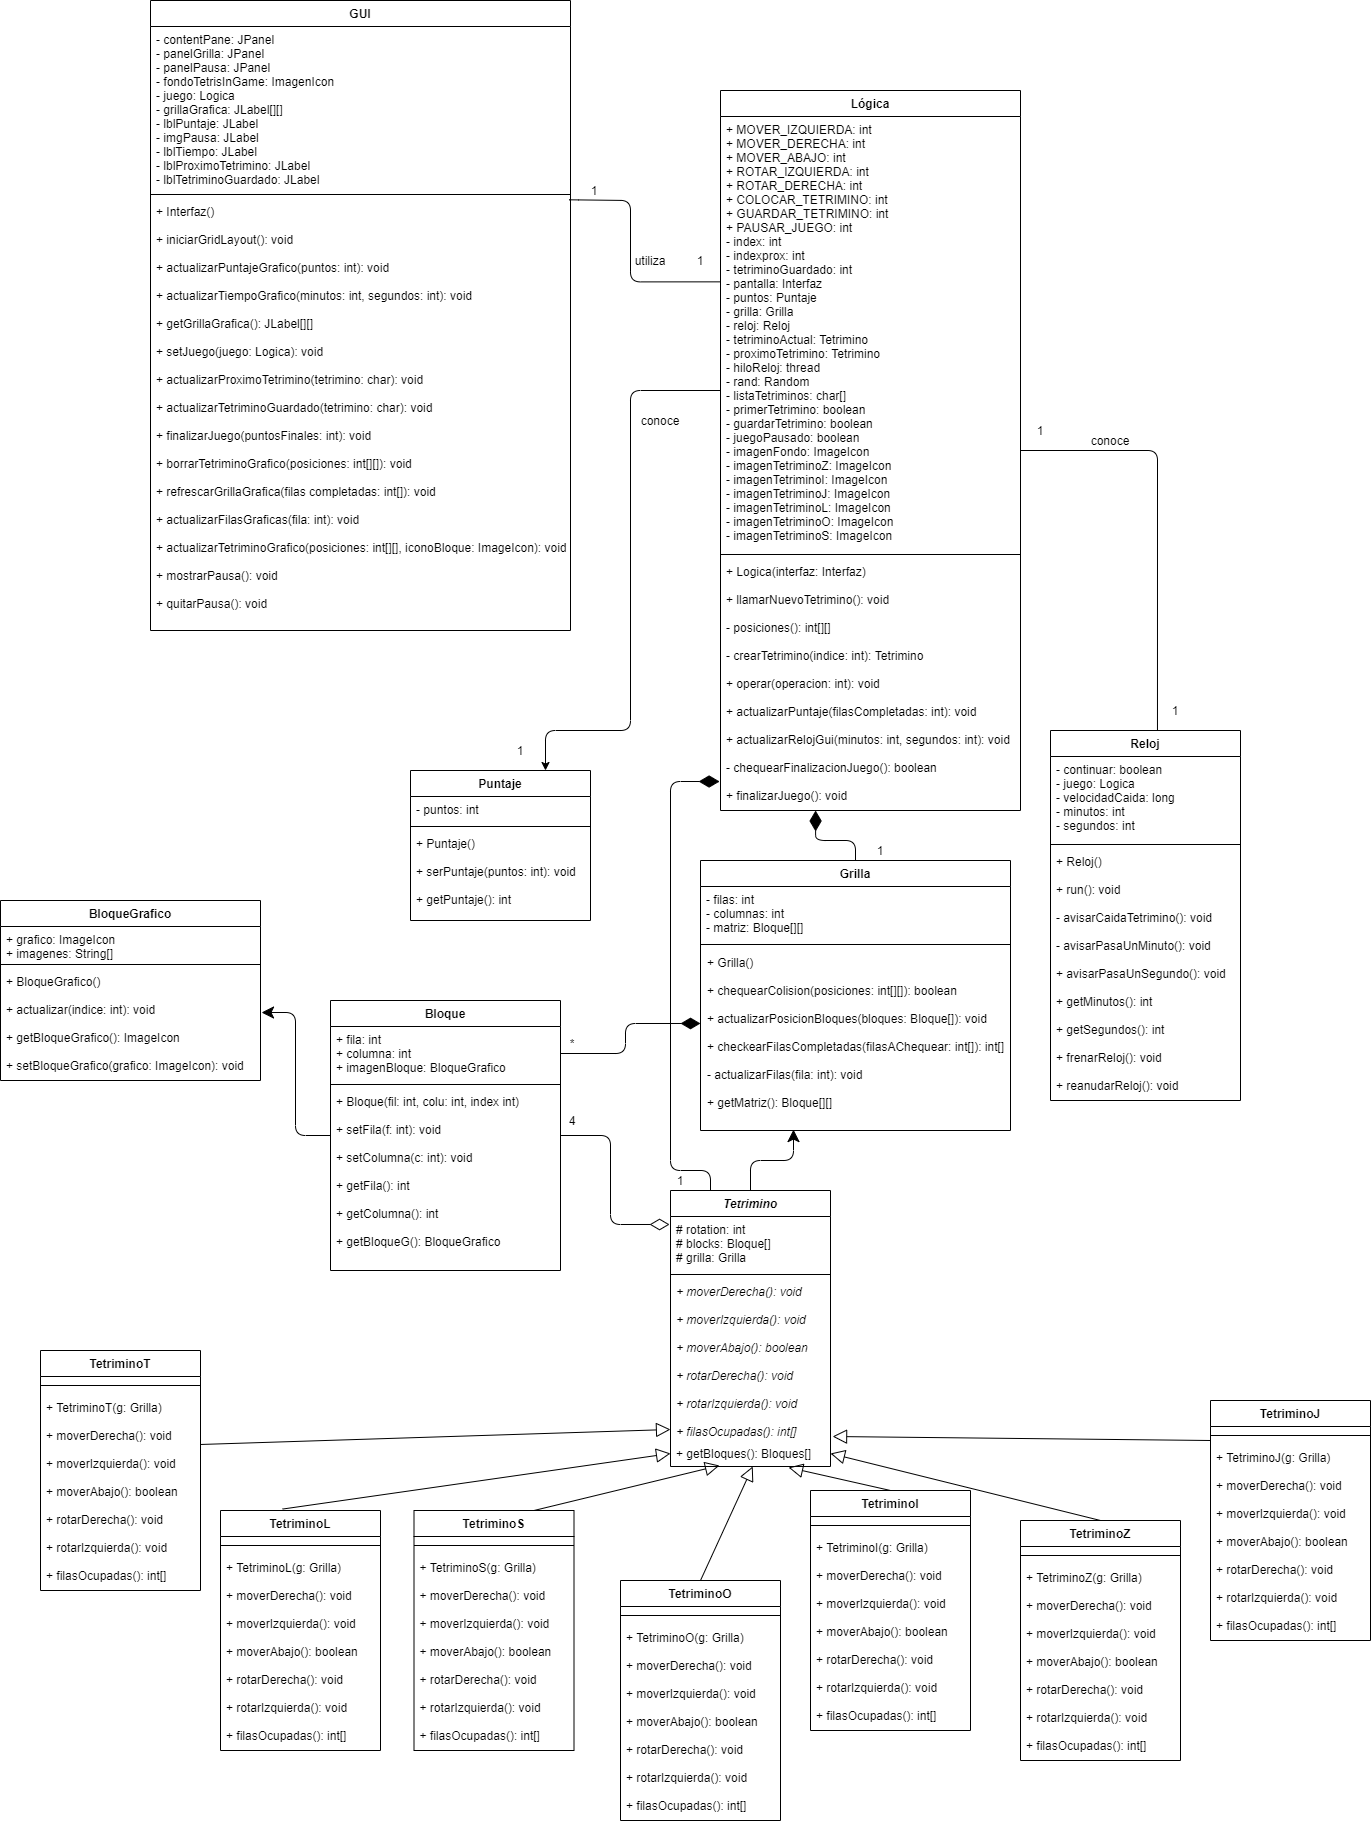 GUI
- contentPane: JPanel
- panelGrilla: JPanel
- panelPausa: JPanel
- fondoTetrisInGame: ImagenIcon
- juego: Logica
- grillaGrafica: JLabel[][]
- lblPuntaje: JLabel
- imgPausa: JLabel
- lblTiempo: JLabel
- lblProximoTetrimino: JLabel
- lblTetriminoGuardado: JLabel
+ Interfaz()
+ iniciarGridLayout(): void
+ actualizarPuntajeGrafico(puntos: int): void
+ actualizarTiempoGrafico(minutos: int, segundos: int): void
+ getGrillaGrafica(): JLabel[][]
+ setJuego(juego: Logica): void
+ actualizarProximoTetrimino(tetrimino: char): void
+ actualizarTetriminoGuardado(tetrimino: char): void
+ finalizarJuego(puntosFinales: int): void
+ borrarTetriminoGrafico(posiciones: int[][]): void
+ refrescarGrillaGrafica(filas completadas: int[]): void
+ actualizarFilasGraficas(fila: int): void
+ actualizarTetriminoGrafico(posiciones: int[][], iconoBloque: ImageIcon): void
+ mostrarPausa(): void
+ quitarPausa(): void
1
utiliza
1
Lógica
+ MOVER_IZQUIERDA: int
+ MOVER_DERECHA: int
+ MOVER_ABAJO: int
+ ROTAR_IZQUIERDA: int
+ ROTAR_DERECHA: int
+ COLOCAR_TETRIMINO: int
+ GUARDAR_TETRIMINO: int
+ PAUSAR_JUEGO: int
- index: int
- indexprox: int
- tetriminoGuardado: int
- pantalla: Interfaz
- puntos: Puntaje
- grilla: Grilla
- reloj: Reloj
- tetriminoActual: Tetrimino
- proximoTetrimino: Tetrimino
- hiloReloj: thread
- rand: Random
- listaTetriminos: char[]
- primerTetrimino: boolean
- guardarTetrimino: boolean
- juegoPausado: boolean
- imagenFondo: ImageIcon
- imagenTetriminoZ: ImageIcon
- imagenTetriminoI: ImageIcon
- imagenTetriminoJ: ImageIcon
- imagenTetriminoL: ImageIcon
- imagenTetriminoO: ImageIcon
- imagenTetriminoS: ImageIcon
+ Logica(interfaz: Interfaz)
+ llamarNuevoTetrimino(): void
- posiciones(): int[][]
- crearTetrimino(indice: int): Tetrimino
+ operar(operacion: int): void
+ actualizarPuntaje(filasCompletadas: int): void
+ actualizarRelojGui(minutos: int, segundos: int): void
- chequearFinalizacionJuego(): boolean
+ finalizarJuego(): void
conoce
1
1
conoce
1
Puntaje
- puntos: int
+ Puntaje()
+ serPuntaje(puntos: int): void
+ getPuntaje(): int
Reloj
- continuar: boolean
- juego: Logica
- velocidadCaida: long
- minutos: int
- segundos: int
+ Reloj()
+ run(): void
- avisarCaidaTetrimino(): void
- avisarPasaUnMinuto(): void
+ avisarPasaUnSegundo(): void
+ getMinutos(): int
+ getSegundos(): int
+ frenarReloj(): void
+ reanudarReloj(): void
1
Grilla
- filas: int
- columnas: int
- matriz: Bloque[][]
+ Grilla()
+ chequearColision(posiciones: int[][]): boolean
+ actualizarPosicionBloques(bloques: Bloque[]): void
+ checkearFilasCompletadas(filasAChequear: int[]): int[]
- actualizarFilas(fila: int): void
+ getMatriz(): Bloque[][]
BloqueGrafico
+ grafico: ImageIcon
+ imagenes: String[]
+ BloqueGrafico()
+ actualizar(indice: int): void
+ getBloqueGrafico(): ImageIcon
+ setBloqueGrafico(grafico: ImageIcon): void
Bloque
+ fila: int
+ columna: int
+ imagenBloque: BloqueGrafico
+ Bloque(fil: int, colu: int, index int)
+ setFila(f: int): void
+ setColumna(c: int): void
+ getFila(): int
+ getColumna(): int
+ getBloqueG(): BloqueGrafico
*
4
1
Tetrimino
# rotation: int
# blocks: Bloque[]
# grilla: Grilla
+ moverDerecha(): void
+ moverIzquierda(): void
+ moverAbajo(): boolean
+ rotarDerecha(): void
+ rotarIzquierda(): void
+ filasOcupadas(): int[]
+ getBloques(): Bloques[]
TetriminoT
+ TetriminoT(g: Grilla)
+ moverDerecha(): void
+ moverIzquierda(): void
+ moverAbajo(): boolean
+ rotarDerecha(): void
+ rotarIzquierda(): void
+ filasOcupadas(): int[]
TetriminoL
+ TetriminoL(g: Grilla)
+ moverDerecha(): void
+ moverIzquierda(): void
+ moverAbajo(): boolean
+ rotarDerecha(): void
+ rotarIzquierda(): void
+ filasOcupadas(): int[]
TetriminoS
+ TetriminoS(g: Grilla)
+ moverDerecha(): void
+ moverIzquierda(): void
+ moverAbajo(): boolean
+ rotarDerecha(): void
+ rotarIzquierda(): void
+ filasOcupadas(): int[]
TetriminoO
+ TetriminoO(g: Grilla)
+ moverDerecha(): void
+ moverIzquierda(): void
+ moverAbajo(): boolean
+ rotarDerecha(): void
+ rotarIzquierda(): void
+ filasOcupadas(): int[]
TetriminoI
+ TetriminoI(g: Grilla)
+ moverDerecha(): void
+ moverIzquierda(): void
+ moverAbajo(): boolean
+ rotarDerecha(): void
+ rotarIzquierda(): void
+ filasOcupadas(): int[]
TetriminoZ
+ TetriminoZ(g: Grilla)
+ moverDerecha(): void
+ moverIzquierda(): void
+ moverAbajo(): boolean
+ rotarDerecha(): void
+ rotarIzquierda(): void
+ filasOcupadas(): int[]
TetriminoJ
+ TetriminoJ(g: Grilla)
+ moverDerecha(): void
+ moverIzquierda(): void
+ moverAbajo(): boolean
+ rotarDerecha(): void
+ rotarIzquierda(): void
+ filasOcupadas(): int[]